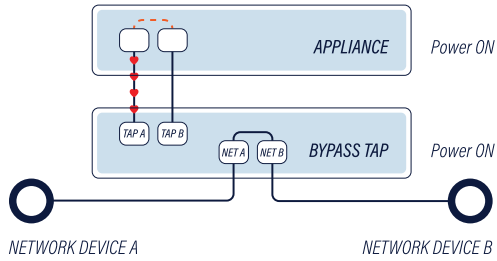 APPLIANCE
Power ON
TAP A
TAP B
NET A
NET B
BYPASS TAP
Power ON
NETWORK DEVICE A
NETWORK DEVICE B